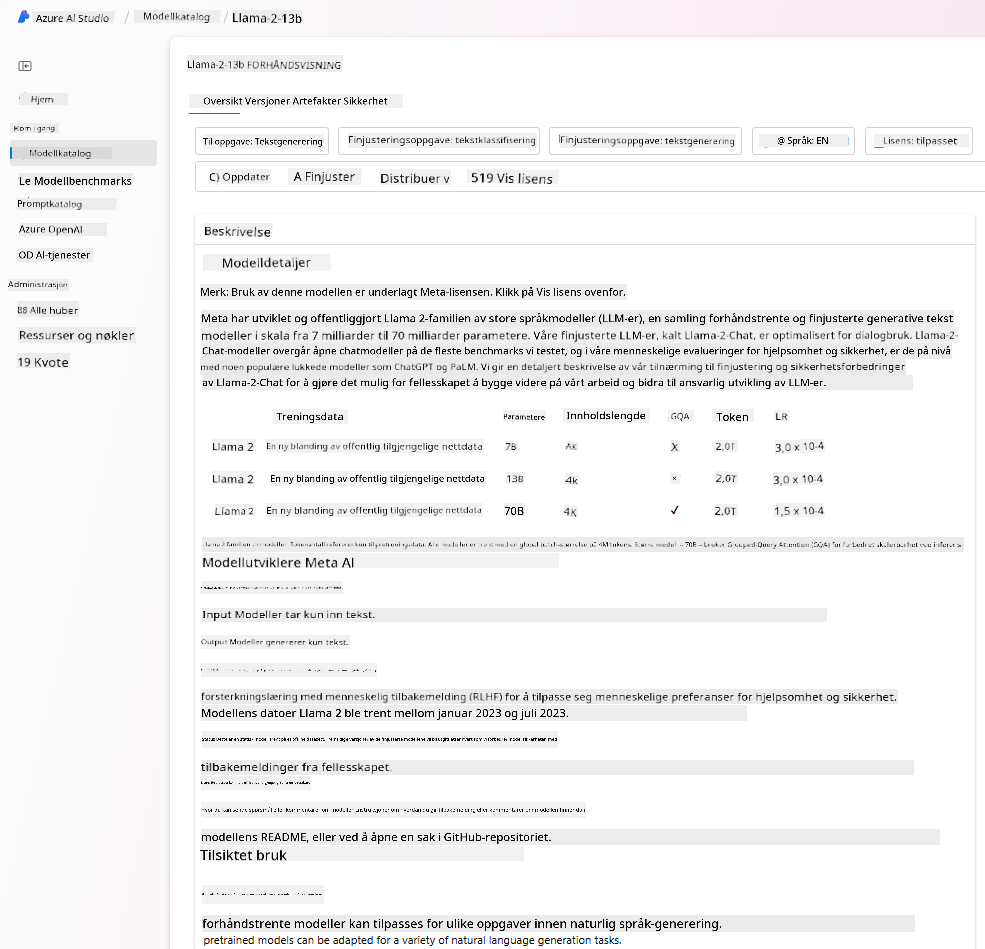 Azure AI Studio / Modellkatalog / Llama-2-13b
Llama-2-13b FORHÅNDSVISNING
Hjem
Oversikt Versjoner Artefakter Sikkerhet
Kom i gang
Til oppgave: Tekstgenerering
Finjusteringsoppgave: tekstklassifisering
Finjusteringsoppgave: tekstgenerering
@ Språk: EN
Lisens: tilpasset
Modellkatalog
Le Modellbenchmarks
C) Oppdater
A Finjuster
Distribuer v
519 Vis lisens
Promptkatalog
Azure OpenAI
OD AI-tjenester
Administrasjon
88 Alle huber
Ressurser og nøkler
19 Kvote
Beskrivelse
Modelldetaljer
Merk: Bruk av denne modellen er underlagt Meta-lisensen. Klikk på Vis lisens ovenfor.
Meta har utviklet og offentliggjort Llama 2-familien av store språkmodeller (LLM-er), en samling forhåndstrente og finjusterte generative tekst
modeller i skala fra 7 milliarder til 70 milliarder parametere. Våre finjusterte LLM-er, kalt Llama-2-Chat, er optimalisert for dialogbruk. Llama-2-
Chat-modeller overgår åpne chatmodeller på de fleste benchmarks vi testet, og i våre menneskelige evalueringer for hjelpsomhet og sikkerhet, er de på nivå
med noen populære lukkede modeller som ChatGPT og PaLM. Vi gir en detaljert beskrivelse av vår tilnærming til finjustering og sikkerhetsforbedringer
av Llama-2-Chat for å gjøre det mulig for fellesskapet å bygge videre på vårt arbeid og bidra til ansvarlig utvikling av LLM-er.
Treningsdata Parametere Innholdslengde GQA Token LR
Llama 2 En ny blanding av offentlig tilgjengelige nettdata 7B 4K X 2,0T 3,0 x 10-4
Llama 2 En ny blanding av offentlig tilgjengelige nettdata 13B 4k × 2,0T 3,0 x 10-4
Llama 2 En ny blanding av offentlig tilgjengelige nettdata 70B 4K ✓ 2,0T 1,5 x 10-4
Modellutviklere Meta AI
Input Modeller tar kun inn tekst.
Output Modeller genererer kun tekst.
forsterkningslæring med menneskelig tilbakemelding (RLHF) for å tilpasse seg menneskelige preferanser for hjelpsomhet og sikkerhet.
Modellens datoer Llama 2 ble trent mellom januar 2023 og juli 2023.
tilbakemeldinger fra fellesskapet.
modellens README, eller ved å åpne en sak i GitHub-repositoriet.
Tilsiktet bruk
forhåndstrente modeller kan tilpasses for ulike oppgaver innen naturlig språk-generering.
pretrained models can be adapted for a variety of natural language generation tasks.